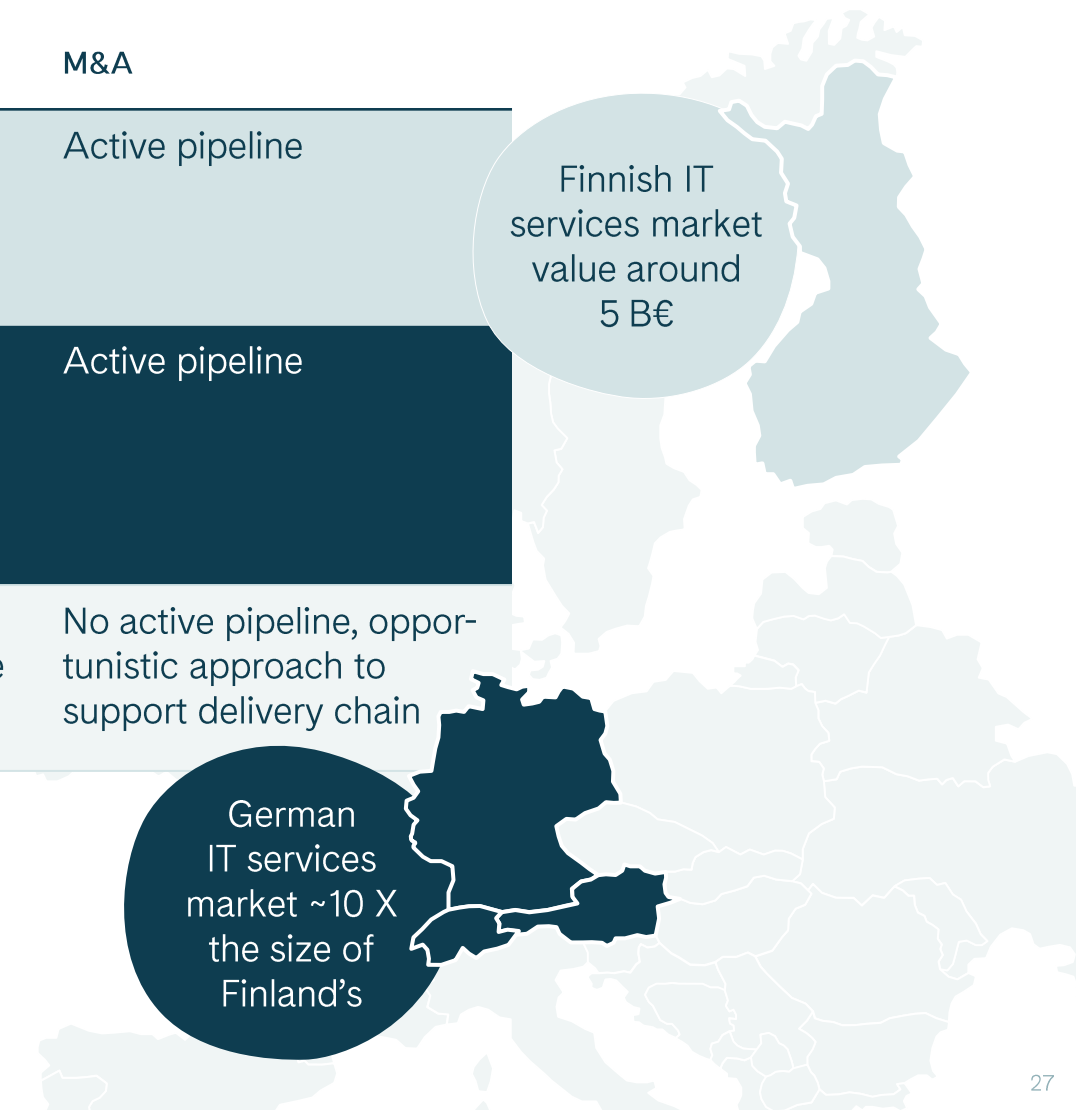 M&A
Active pipeline
Finnish IT
services market
value around
5 B€
Active pipeline
No active pipeline, oppor-
tunistic approach to
support delivery chain
German
IT services
market ~10 X
the size of
Finland’s
27